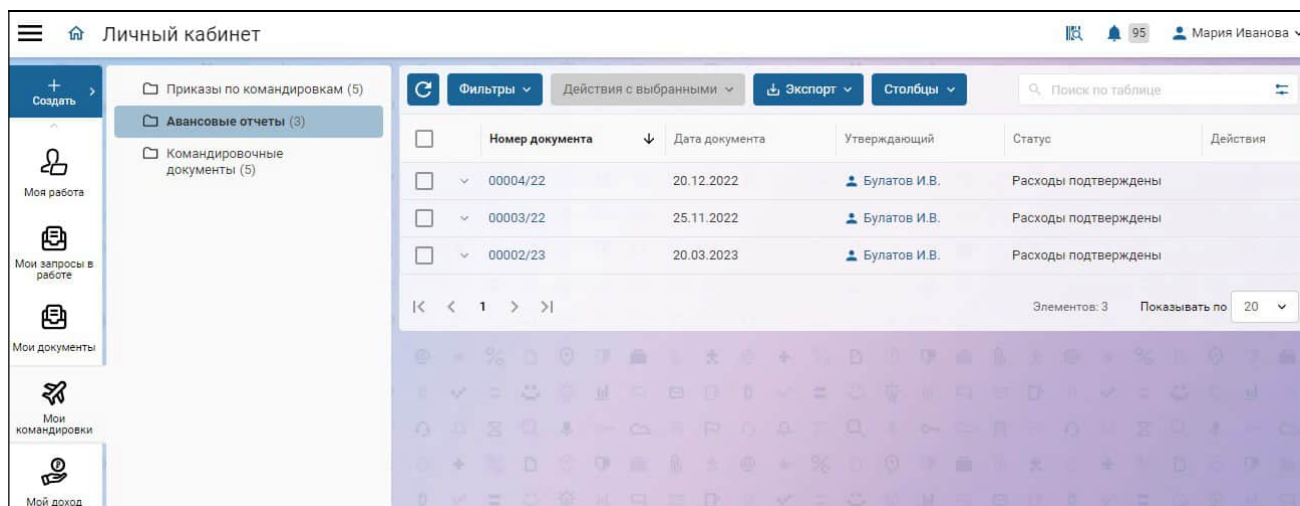 Личный кабинет
95
Мария Иванова
Создать
Моя работа
Мои запросы в
работе
Мои документы
Мои
командировки
Мой доход
Приказы по командировкам (5)
Авансовые отчеты (3)
Командировочные
документы (5)
Фильтры
Действия с выбранными
Экспорт
Столбцы
Поиск по таблице
Номер документа Дата документа Утверждающий Статус Действия
00004/22 20.12.2022 Булатов И.В. Расходы подтверждены
00003/22 25.11.2022 Булатов И.В. Расходы подтверждены
00002/23 20.03.2023 Булатов И.В. Расходы подтверждены
1
Элементов: 3 Показывать по 20